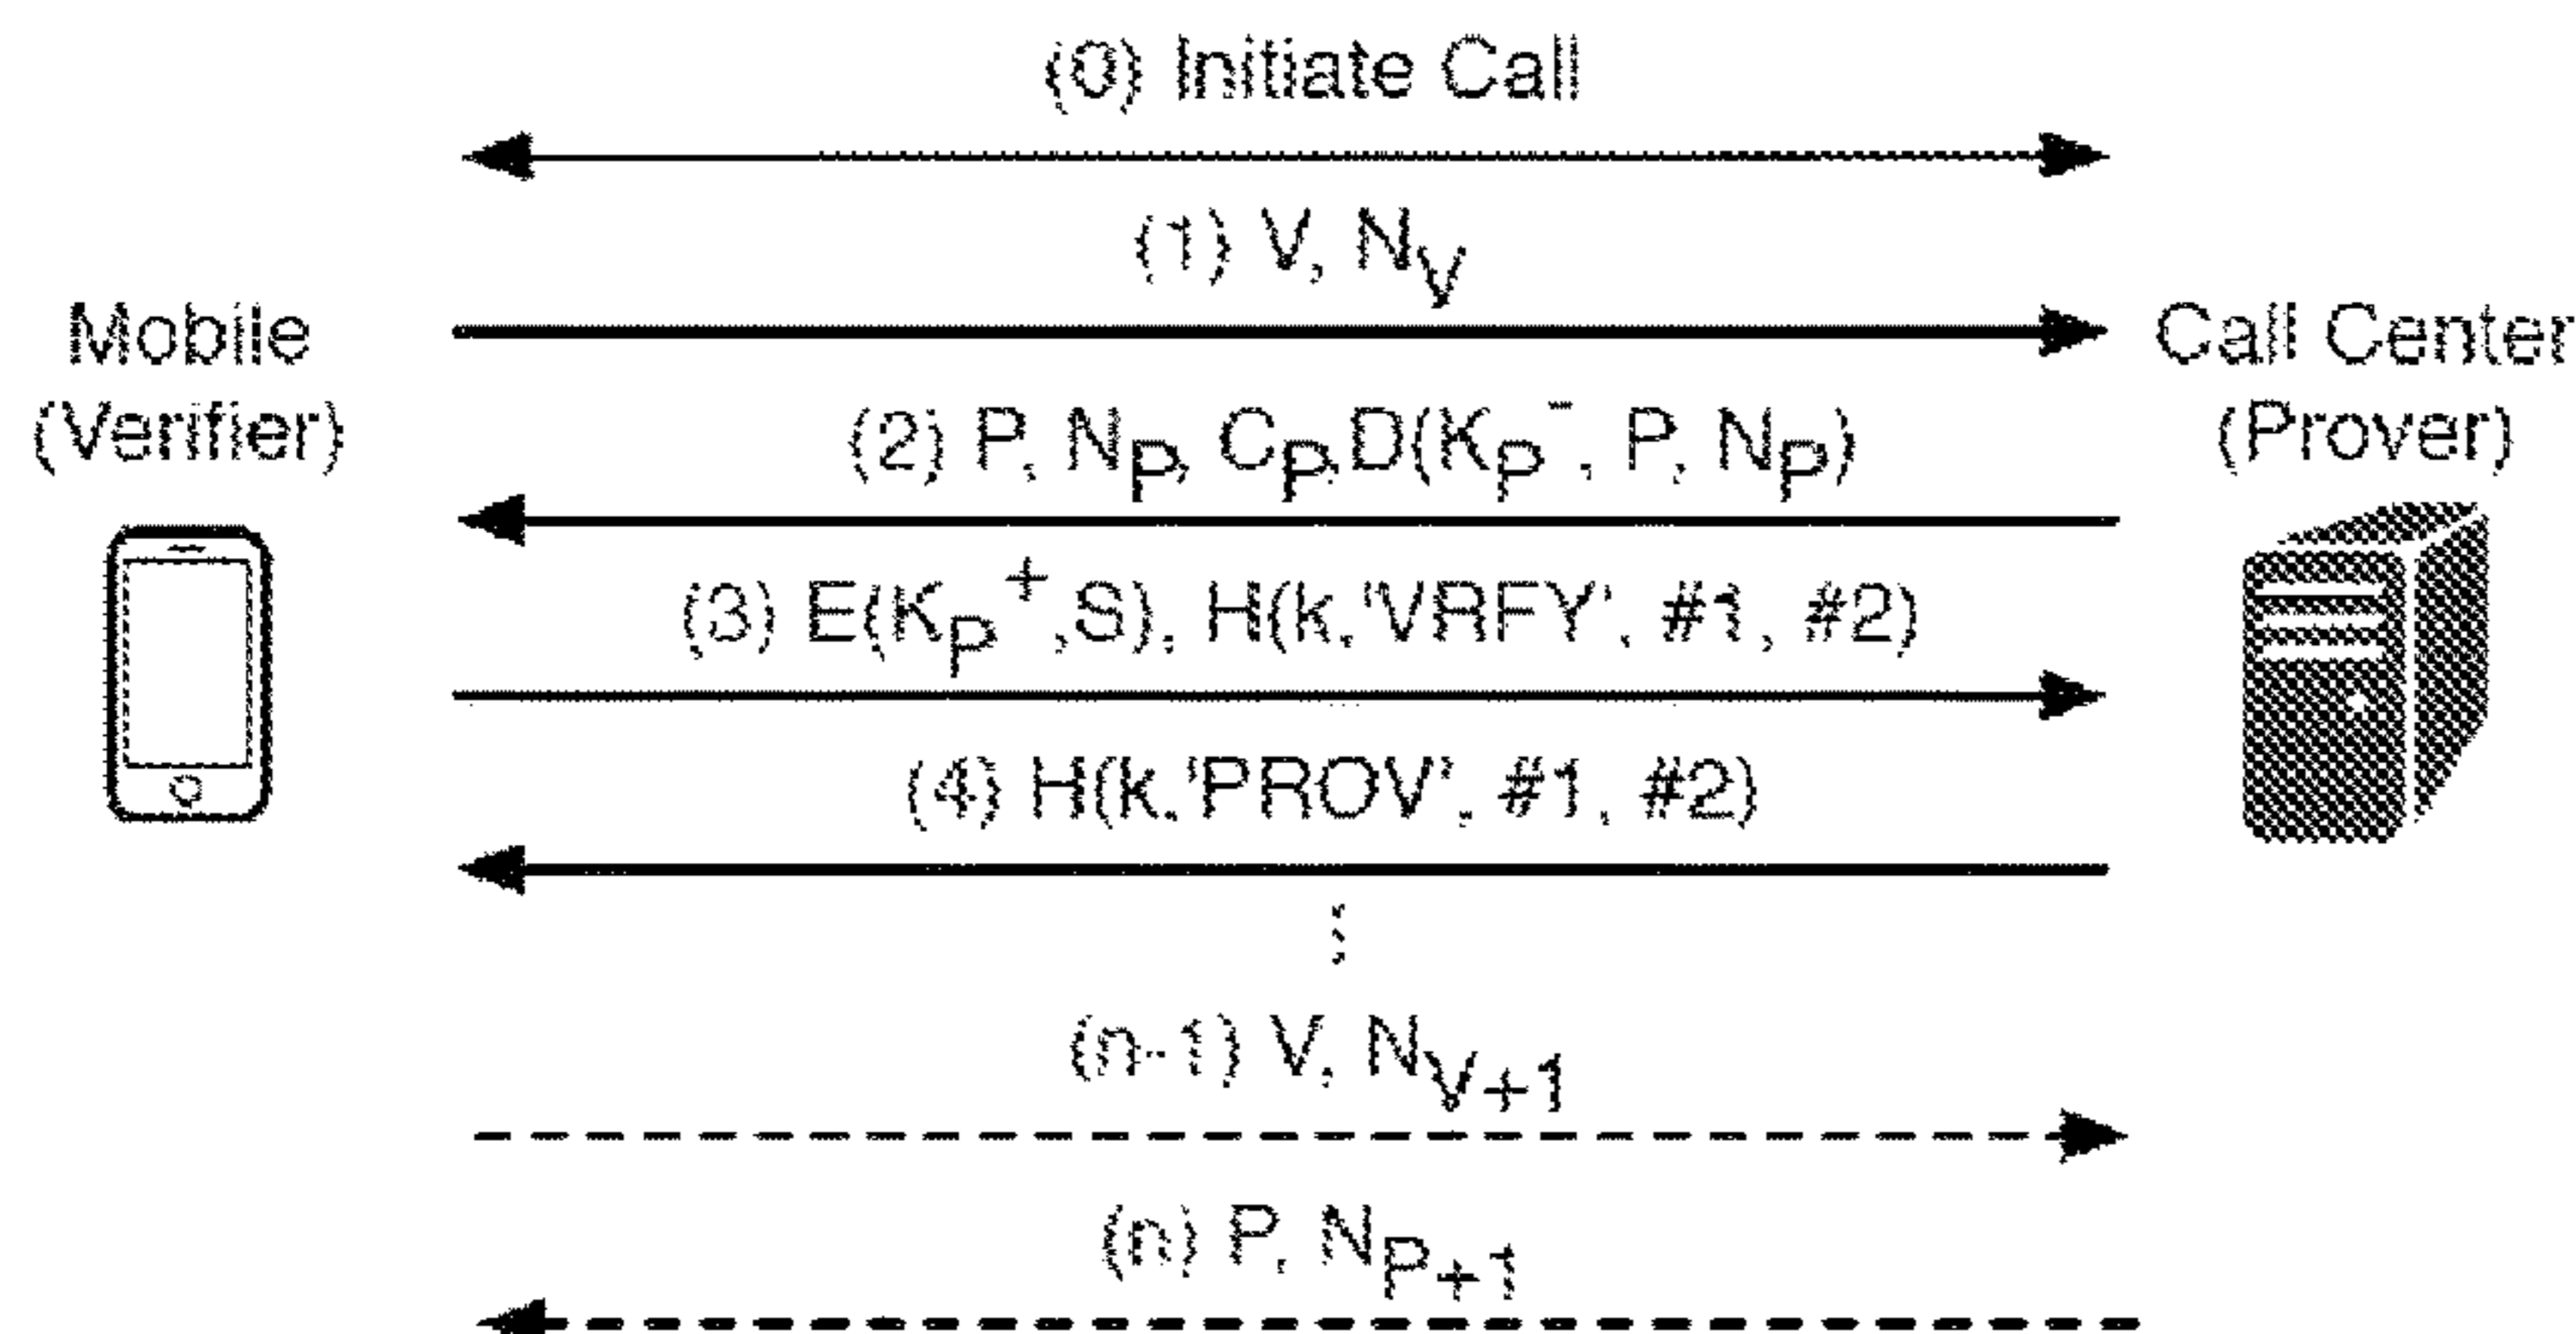 (0) Initiate Call
(1) V, N_V
Mobile
(Verifier)
Call Center
(Prover)
(2) P, N_P, C_P,D(K_P^-, P, N_P)
(3) E(K_P^+,S), H(k,'VRFY', #1, #2)
(4) H(k,'PROV', #1, #2)
(n-1) V, N_V+1
(n) P, N_P+1